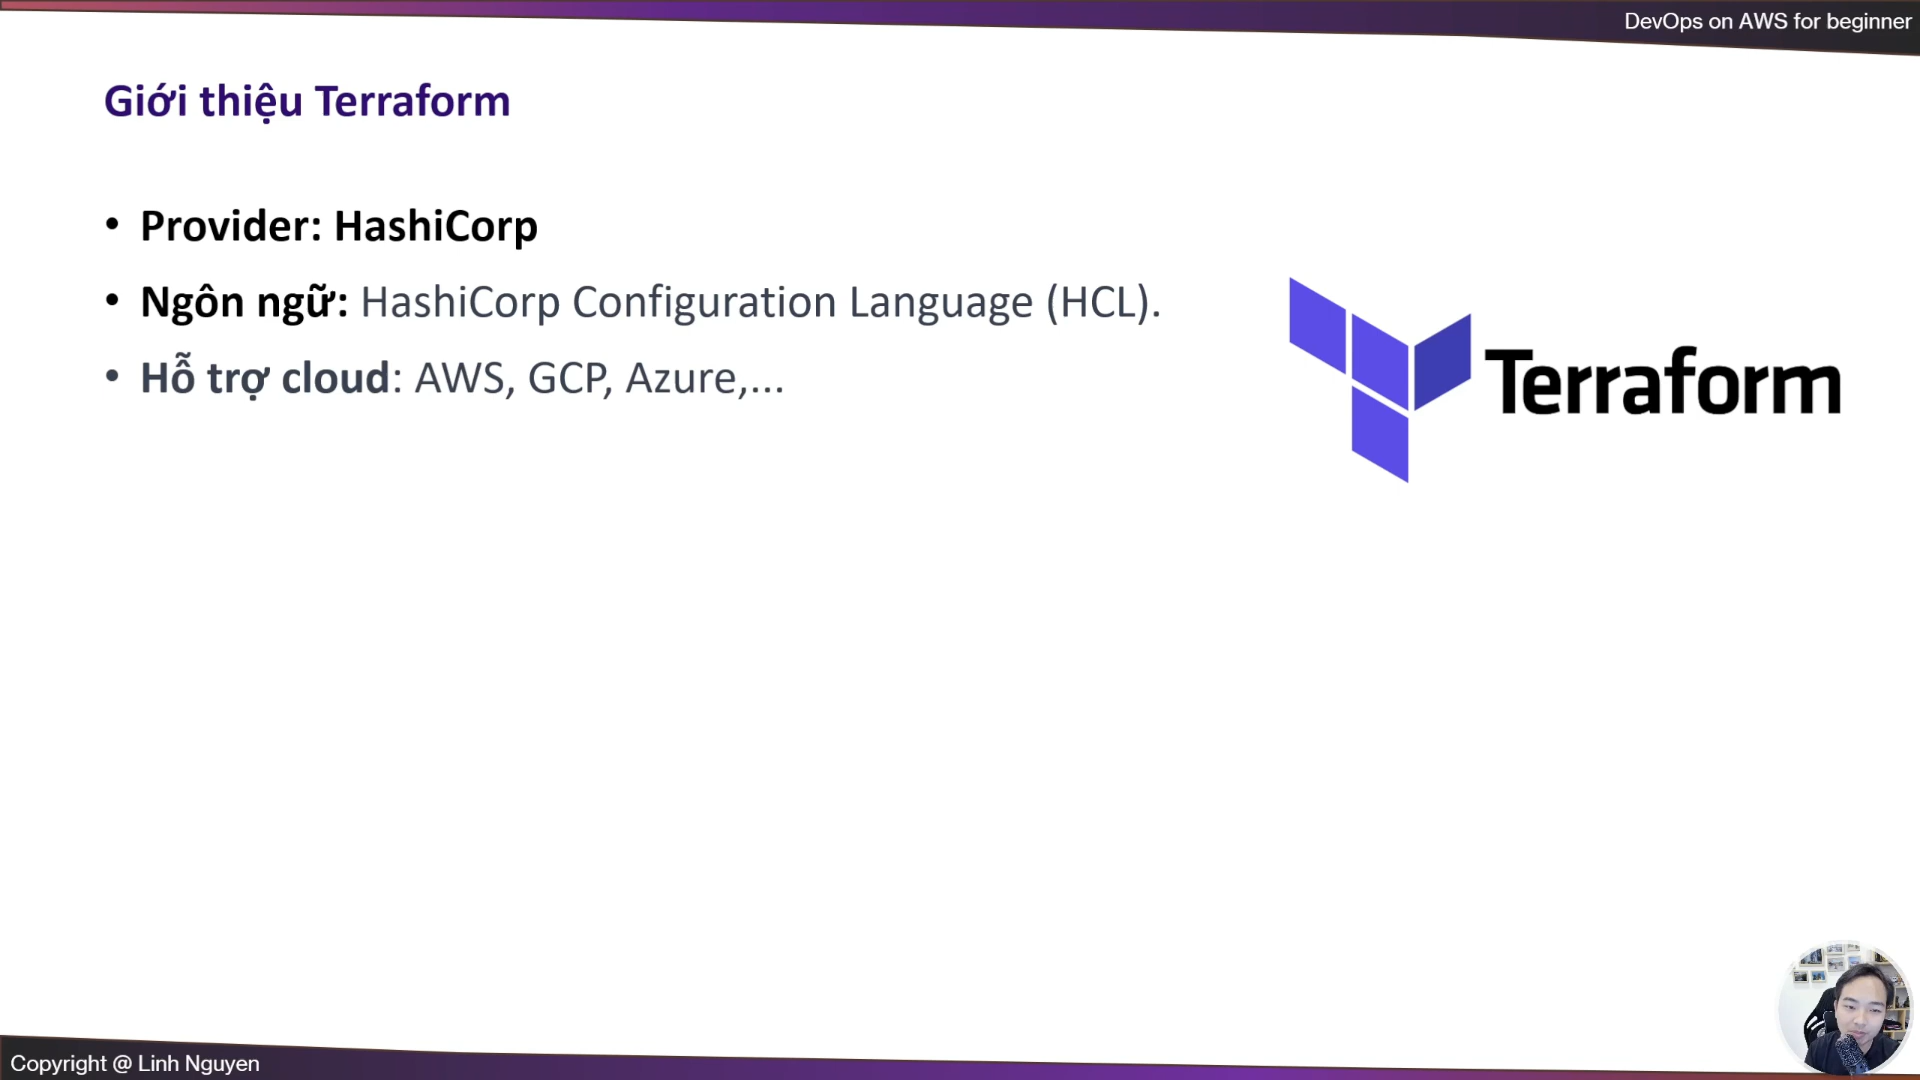 DevOps on AWS for beginner
Giới thiệu Terraform
• Provider: HashiCorp
• Ngôn ngữ: HashiCorp Configuration Language (HCL).
• Hỗ trợ cloud: AWS, GCP, Azure,...
Terraform
Copyright @ Linh Nguyen